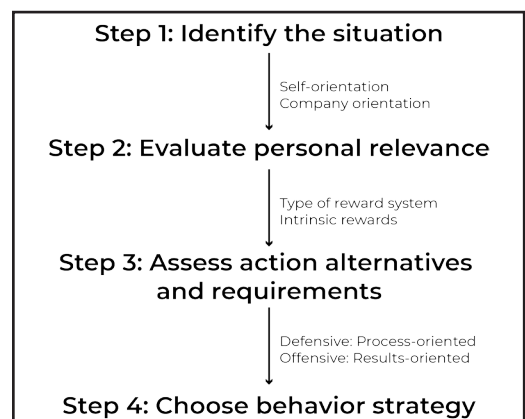 Step 1: Identify the situation
Self-orientation
Company orientation
Step 2: Evaluate personal relevance
Type of reward system
Intrinsic rewards
Step 3: Assess action alternatives
and requirements
Defensive: Process-oriented
Offensive: Results-oriented
Step 4: Choose behavior strategy